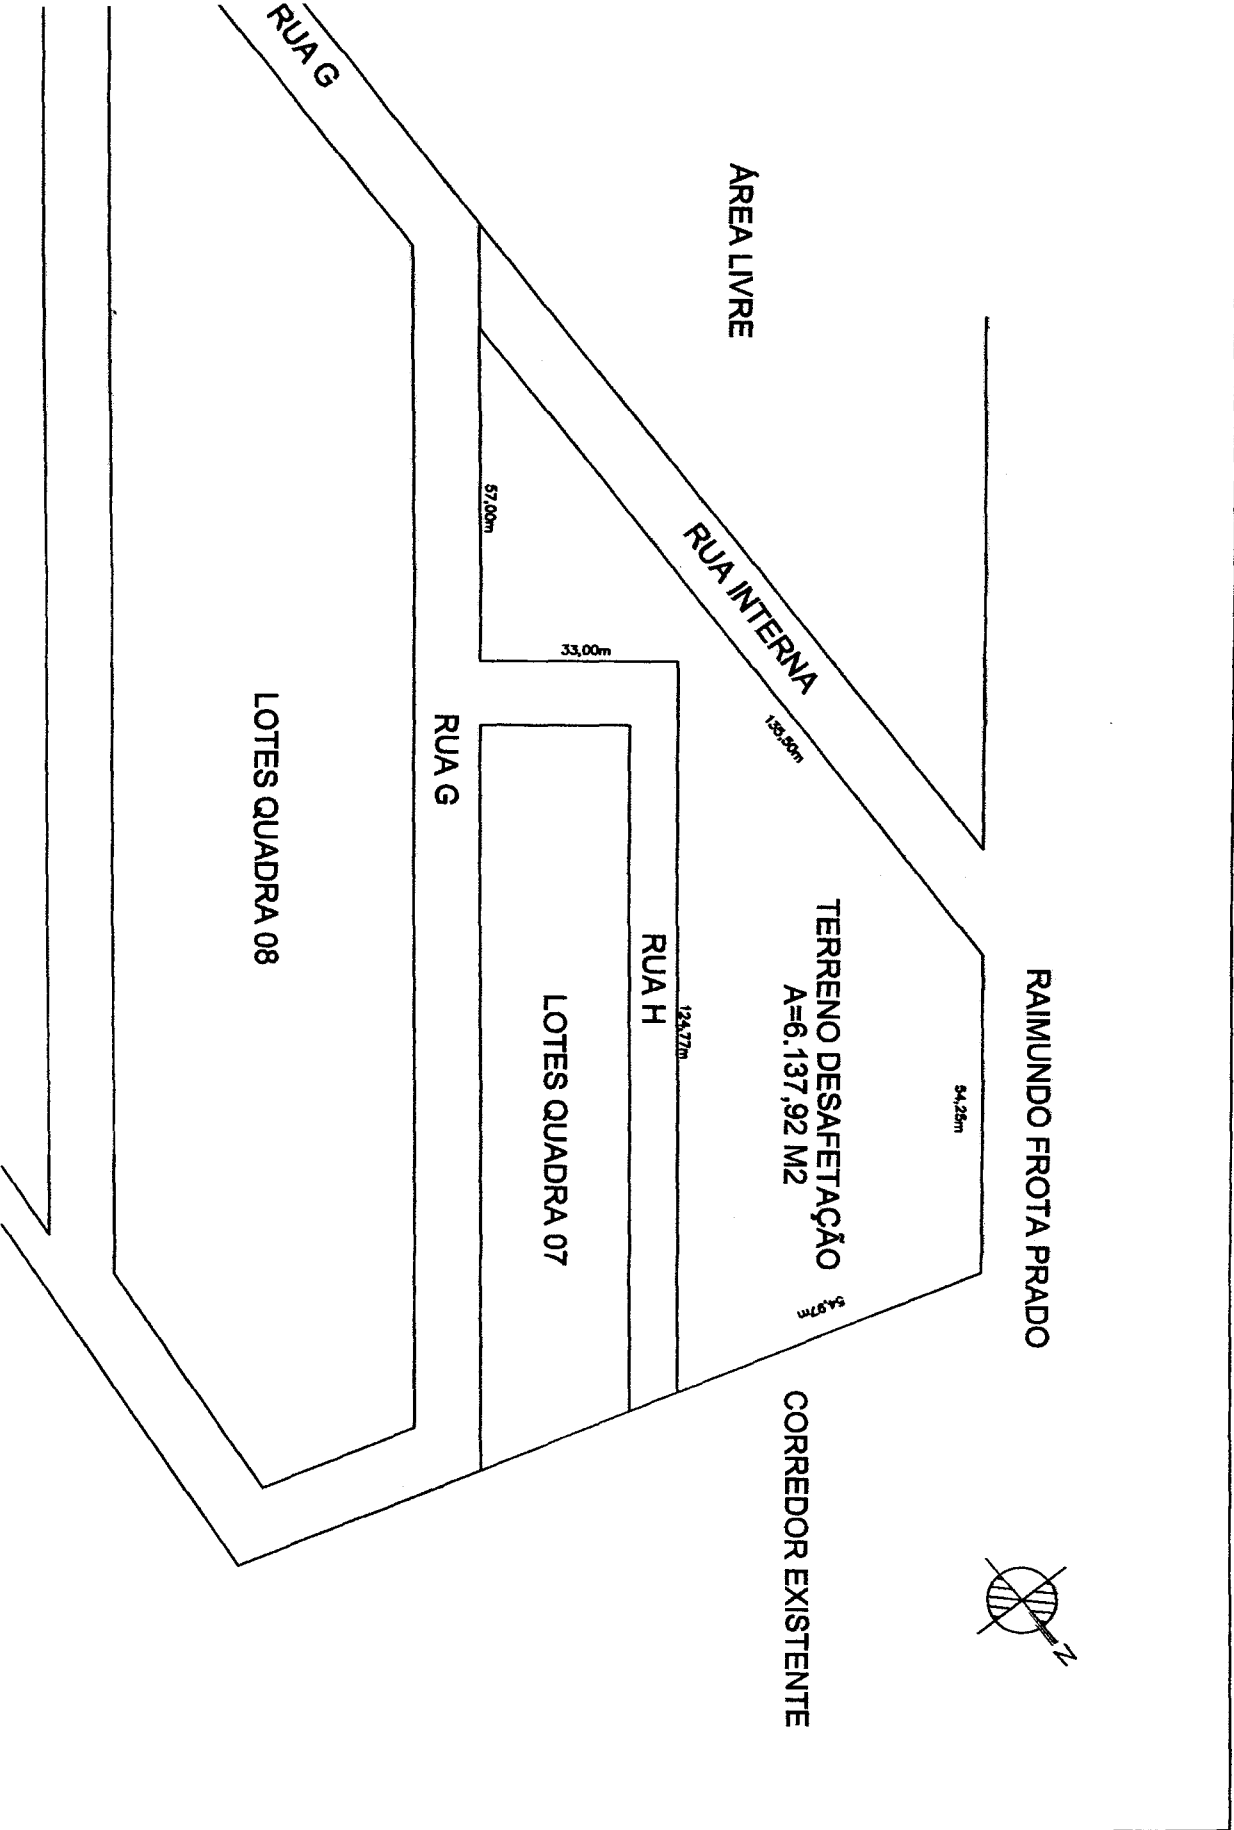 RAIMUNDO FROTA PRADO
54,25m
TERRENO DESAFETAÇÃO
A=6.137,92 M2
54,97m
CORREDOR EXISTENTE
N
ÁREA LIVRE
RUA INTERNA
135,50m
124,77m
RUA H
33,00m
LOTES QUADRA 07
57,00m
RUA G
RUA G
LOTES QUADRA 08